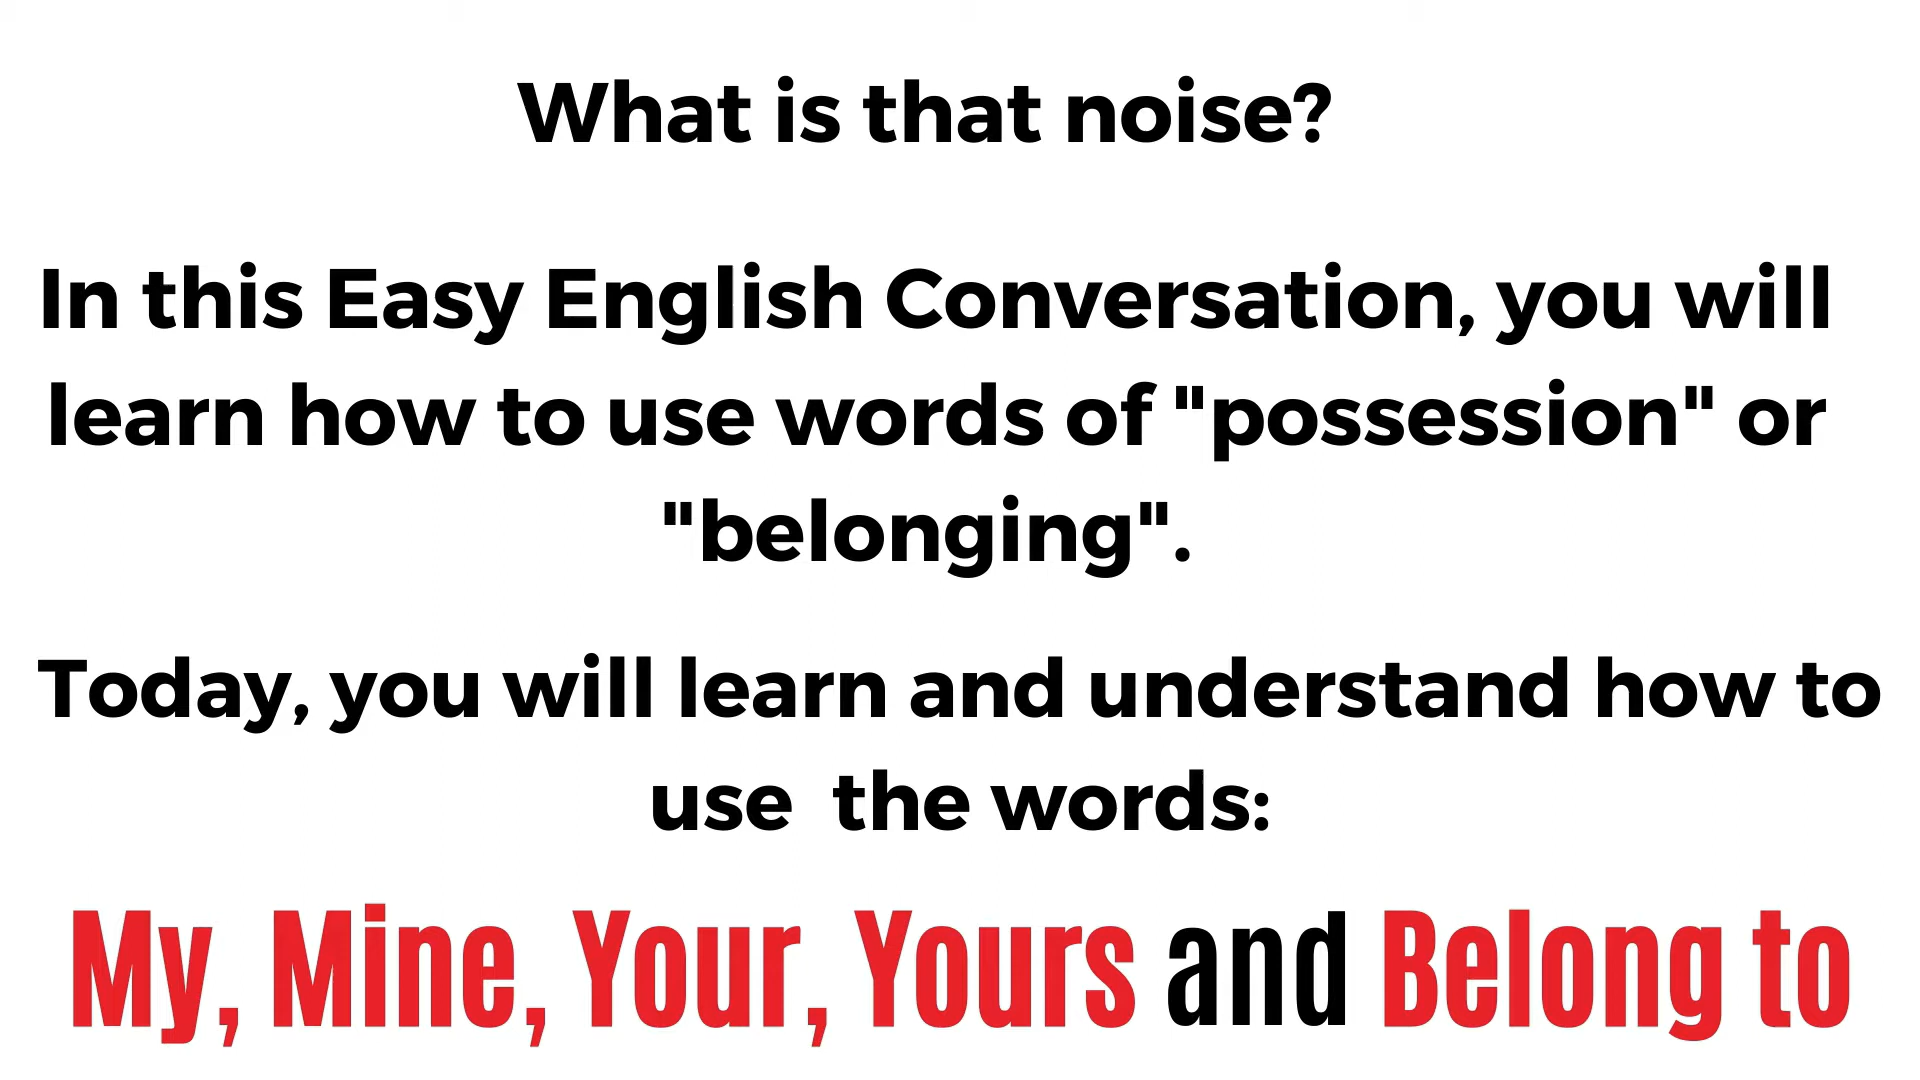 What is that noise?
In this Easy English Conversation, you will
learn how to use words of "possession" or
"belonging".
Today, you will learn and understand how to
use  the words:
My, Mine, Your, Yours and Belong to